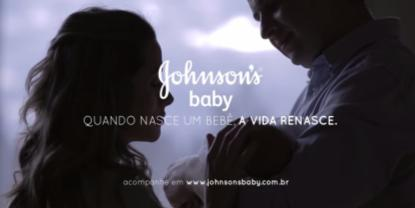 Johnson's
baby
QUANDO NASCE UM BEBÊ, A VIDA RENASCE.
acompanhe em www.johnsonsbaby.com.br